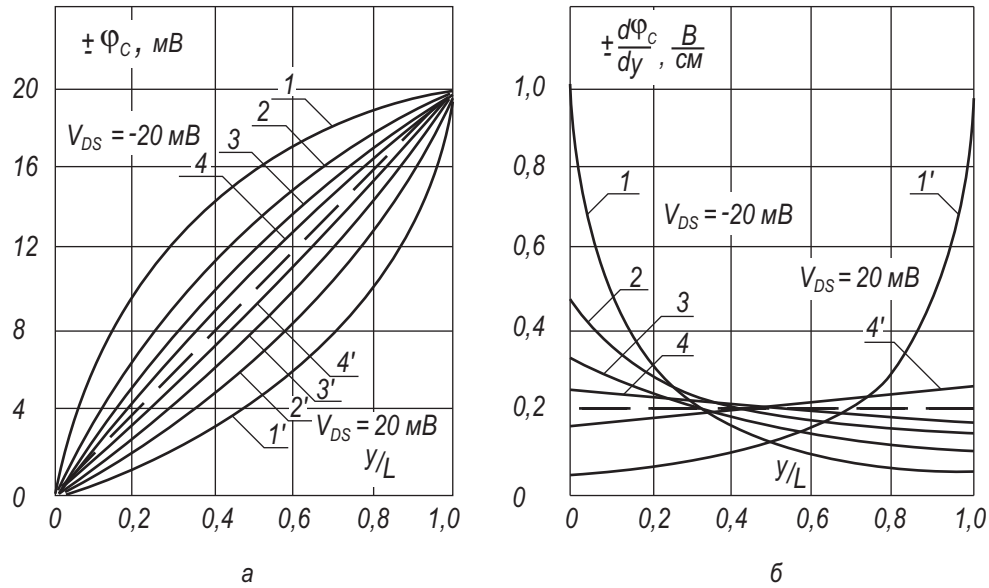 ± φC, мВ
20
1
2
VDS = -20 мВ
3
16
4
12
8
4'
3'
4
2'
VDS = 20 мВ
1'
y/L
0
0 0,2 0,4 0,6 0,8 1,0
а
± dφC/dy, В/см
1,0
0,8
1
1'
VDS = -20 мВ
0,6
2
VDS = 20 мВ
3
0,4
4
4'
0,2
y/L
0
0 0,2 0,4 0,6 0,8 1,0
б